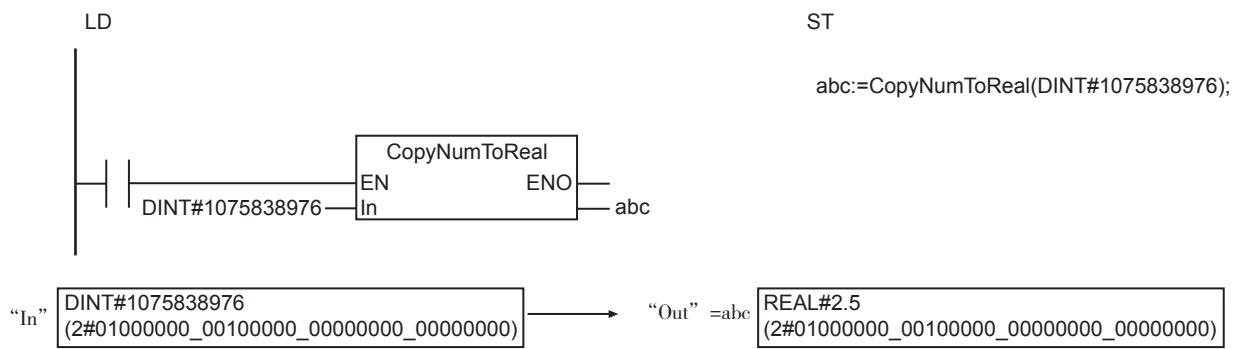 LD
ST
abc:=CopyNumToReal(DINT#1075838976);
CopyNumToReal
EN ENO
DINT#1075838976 In abc
“In” DINT#1075838976
(2#01000000_00100000_00000000_00000000)
“Out” =abc REAL#2.5
(2#01000000_00100000_00000000_00000000)